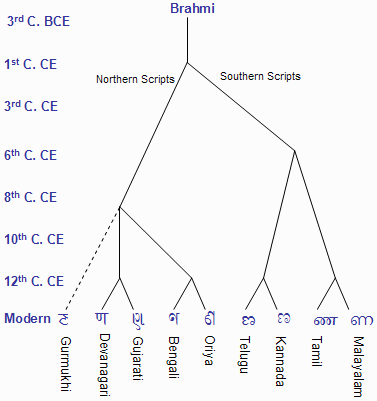 Brahmi
3rd C. BCE
1st C. CE
Northern Scripts
Southern Scripts
3rd C. CE
6th C. CE
8th C. CE
10th C. CE
12th C. CE
Modern ਣ ण ણ ণ ଣ ణ ಣ ண ണ
Gurmukhi
Devanagari
Gujarati
Bengali
Oriya
Telugu
Kannada
Tamil
Malayalam